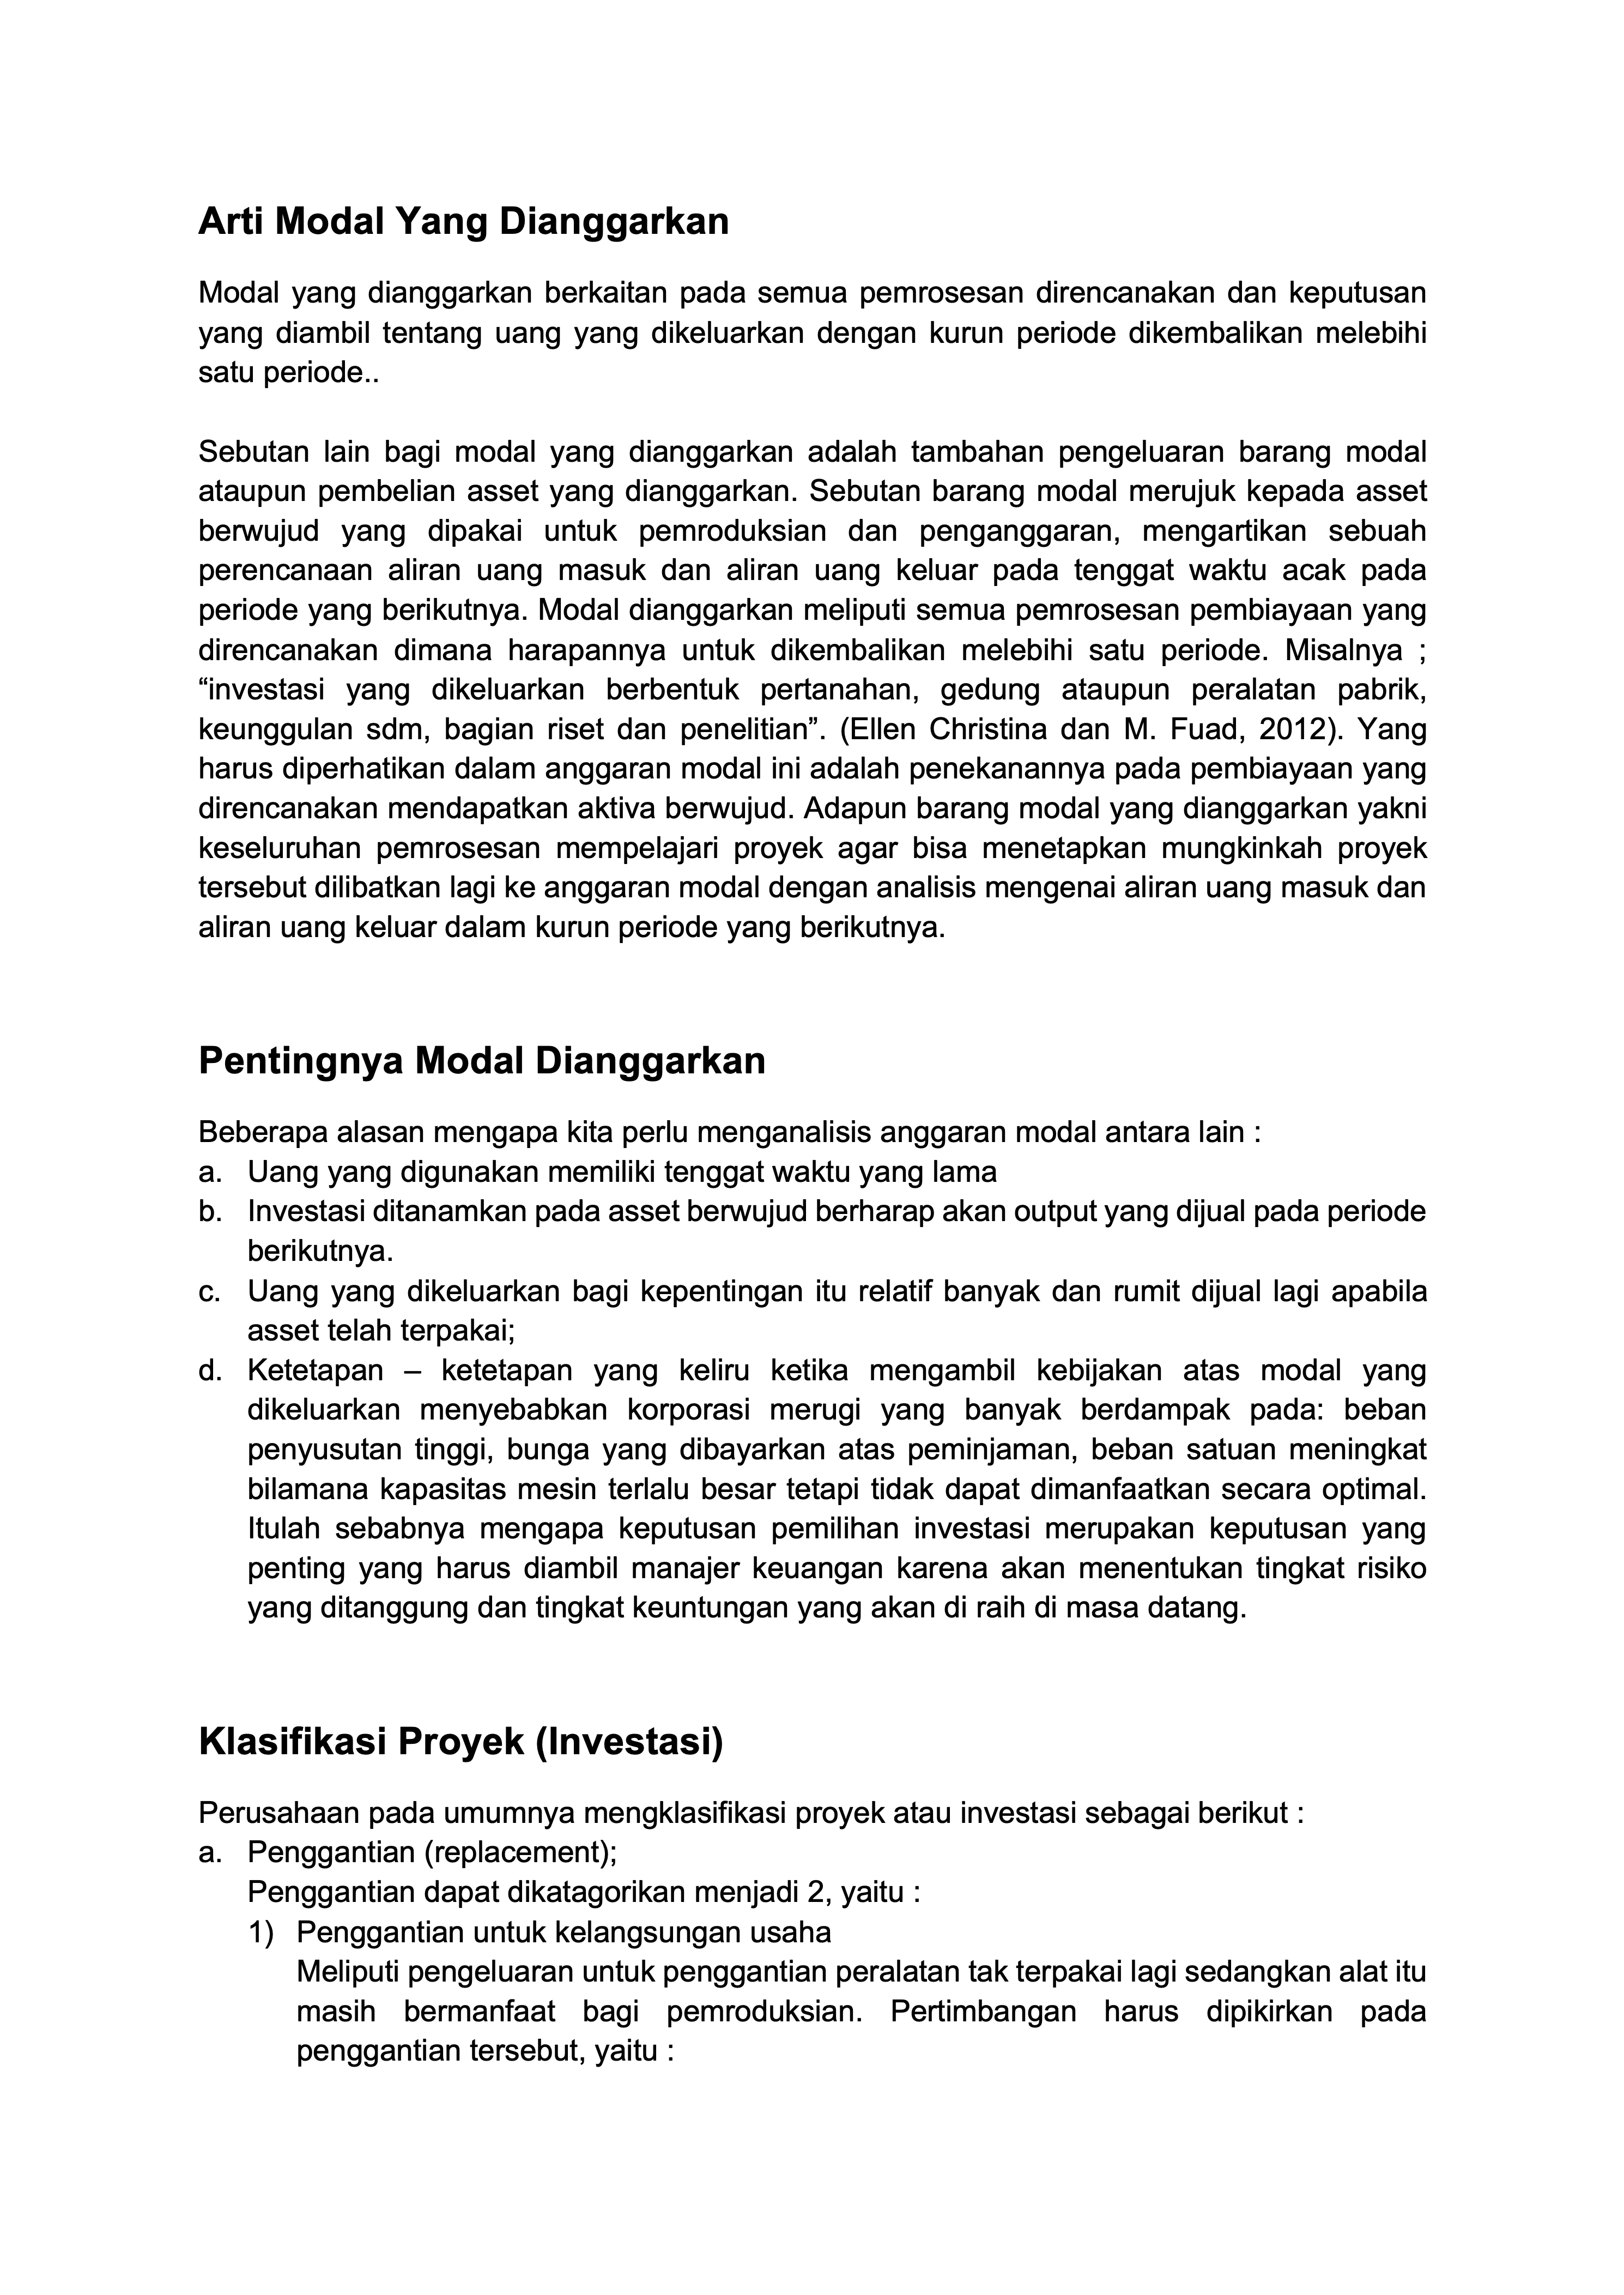 Arti Modal Yang Dianggarkan
Modal yang dianggarkan berkaitan pada semua pemrosesan direncanakan dan keputusan
yang diambil tentang uang yang dikeluarkan dengan kurun periode dikembalikan melebihi
satu periode..
Sebutan lain bagi modal yang dianggarkan adalah tambahan pengeluaran barang modal
ataupun pembelian asset yang dianggarkan. Sebutan barang modal merujuk kepada asset
berwujud yang dipakai untuk pemroduksian dan penganggaran, mengartikan sebuah
perencanaan aliran uang masuk dan aliran uang keluar pada tenggat waktu acak pada
periode yang berikutnya. Modal dianggarkan meliputi semua pemrosesan pembiayaan yang
direncanakan dimana harapannya untuk dikembalikan melebihi satu periode. Misalnya ;
“investasi yang dikeluarkan berbentuk pertanahan, gedung ataupun peralatan pabrik,
keunggulan sdm, bagian riset dan penelitian”. (Ellen Christina dan M. Fuad, 2012). Yang
harus diperhatikan dalam anggaran modal ini adalah penekanannya pada pembiayaan yang
direncanakan mendapatkan aktiva berwujud. Adapun barang modal yang dianggarkan yakni
keseluruhan pemrosesan mempelajari proyek agar bisa menetapkan mungkinkah proyek
tersebut dilibatkan lagi ke anggaran modal dengan analisis mengenai aliran uang masuk dan
aliran uang keluar dalam kurun periode yang berikutnya.
Pentingnya Modal Dianggarkan
Beberapa alasan mengapa kita perlu menganalisis anggaran modal antara lain :
a. Uang yang digunakan memiliki tenggat waktu yang lama
b. Investasi ditanamkan pada asset berwujud berharap akan output yang dijual pada periode
berikutnya.
c. Uang yang dikeluarkan bagi kepentingan itu relatif banyak dan rumit dijual lagi apabila
asset telah terpakai;
d. Ketetapan – ketetapan yang keliru ketika mengambil kebijakan atas modal yang
dikeluarkan menyebabkan korporasi merugi yang banyak berdampak pada: beban
penyusutan tinggi, bunga yang dibayarkan atas peminjaman, beban satuan meningkat
bilamana kapasitas mesin terlalu besar tetapi tidak dapat dimanfaatkan secara optimal.
Itulah sebabnya mengapa keputusan pemilihan investasi merupakan keputusan yang
penting yang harus diambil manajer keuangan karena akan menentukan tingkat risiko
yang ditanggung dan tingkat keuntungan yang akan di raih di masa datang.
Klasifikasi Proyek (Investasi)
Perusahaan pada umumnya mengklasifikasi proyek atau investasi sebagai berikut :
a. Penggantian (replacement);
Penggantian dapat dikatagorikan menjadi 2, yaitu :
1) Penggantian untuk kelangsungan usaha
Meliputi pengeluaran untuk penggantian peralatan tak terpakai lagi sedangkan alat itu
masih bermanfaat bagi pemroduksian. Pertimbangan harus dipikirkan pada
penggantian tersebut, yaitu :